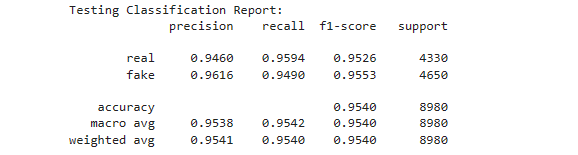 Testing Classification Report:
precision recall f1-score support
real 0.9460 0.9594 0.9526 4330
fake 0.9616 0.9490 0.9553 4650
accuracy 0.9540 8980
macro avg 0.9538 0.9542 0.9540 8980
weighted avg 0.9541 0.9540 0.9540 8980